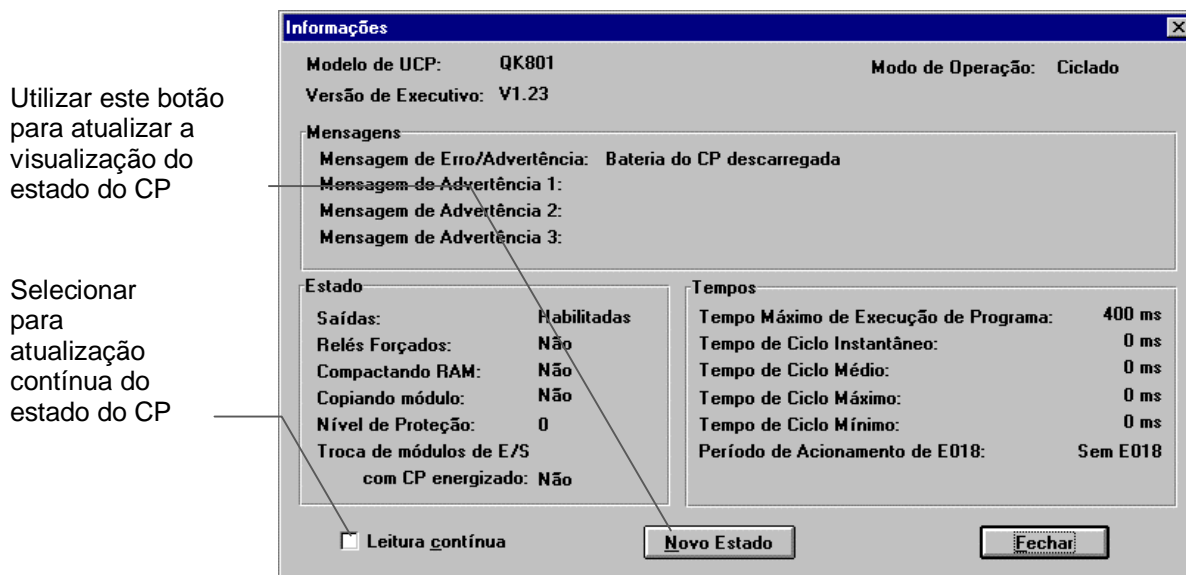 Informações
Modelo de UCP: QK801
Modo de Operação: Ciclado
Versão de Executivo: V1.23
Utilizar este botão
para atualizar a
visualização do
estado do CP
Mensagens
Mensagem de Erro/Advertência: Bateria do CP descarregada
Mensagem de Advertência 1:
Mensagem de Advertência 2:
Mensagem de Advertência 3:
Selecionar
para
atualização
contínua do
estado do CP
Estado
Saídas: Habilitadas
Relés Forçados: Não
Compactando RAM: Não
Copiando módulo: Não
Nível de Proteção: 0
Troca de módulos de E/S
com CP energizado: Não
Tempos
Tempo Máximo de Execução de Programa: 400 ms
Tempo de Ciclo Instantâneo: 0 ms
Tempo de Ciclo Médio: 0 ms
Tempo de Ciclo Máximo: 0 ms
Tempo de Ciclo Mínimo: 0 ms
Período de Acionamento de E018: Sem E018
Leitura contínua
Novo Estado
Fechar